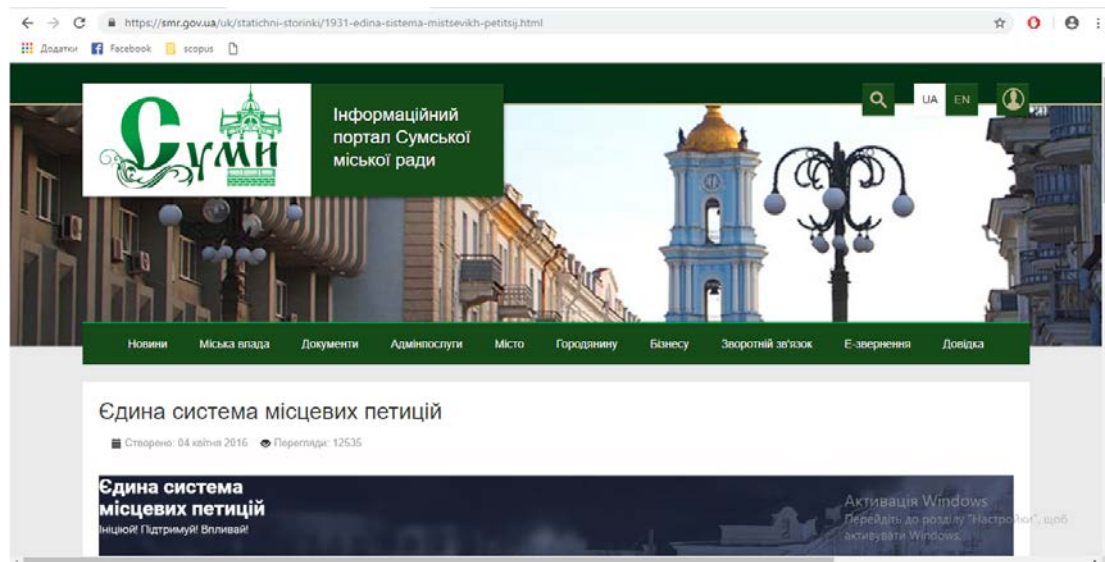 https://smr.gov.ua/uk/statichni-storinki/1931-edina-sistema-mistsevikh-petitsij.html
Додатки Facebook scopus
Суми
Інформаційний
портал Сумської
міської ради
UA EN
Новини Міська влада Документи Адмінпослуги Місто Городянину Бізнесу Зворотній зв'язок Е-звернення Довідка
Єдина система місцевих петицій
Створено: 04 квітня 2016 Перегляди: 12535
Єдина система
місцевих петицій
Ініціюй! Підтримуй! Впливай!
Активація Windows
Перейдіть до розділу "Настройки", щоб
активувати Windows.